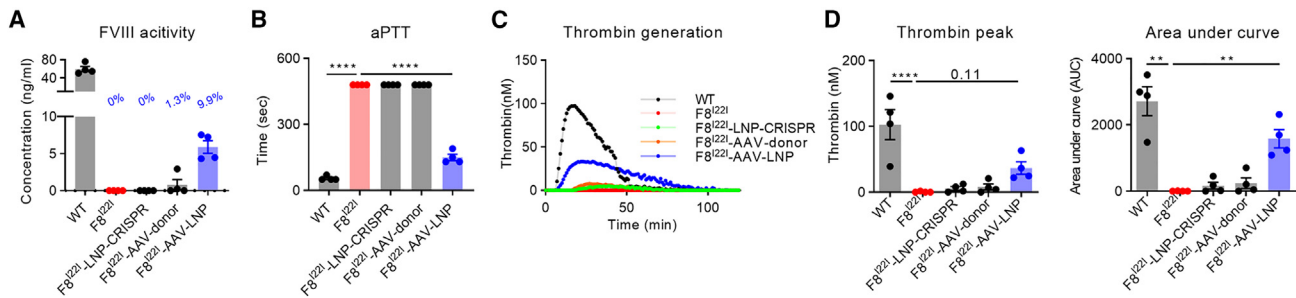 A
FVIII acitivity
Concentration (ng/ml)
80
40
10
5
0
0%
0%
1.3%
9.9%
WT
F8I22I
F8I22I-LNP-CRISPR
F8I22I-AAV-donor
F8I22I-AAV-LNP
B
aPTT
Time (sec)
600
300
0
****
****
WT
F8I22I
F8I22I-LNP-CRISPR
F8I22I-AAV-donor
F8I22I-AAV-LNP
C
Thrombin generation
Thrombin(nM)
150
100
50
0
WT
F8I22I
F8I22I-LNP-CRISPR
F8I22I-AAV-donor
F8I22I-AAV-LNP
0
50
100
Time (min)
D
Thrombin peak
Thrombin (nM)
200
150
100
50
0
****
0.11
WT
F8I22I
F8I22I-LNP-CRISPR
F8I22I-AAV-donor
F8I22I-AAV-LNP
Area under curve
Area under curve (AUC)
4000
2000
0
**
**
WT
F8I22I
F8I22I-LNP-CRISPR
F8I22I-AAV-donor
F8I22I-AAV-LNP